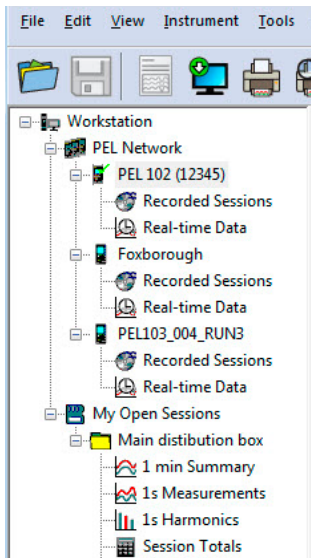 File Edit View Instrument Tools
Workstation
PEL Network
PEL 102 (12345)
Recorded Sessions
Real-time Data
Foxborough
Recorded Sessions
Real-time Data
PEL103_004_RUN3
Recorded Sessions
Real-time Data
My Open Sessions
Main distibution box
1 min Summary
1s Measurements
1s Harmonics
Session Totals